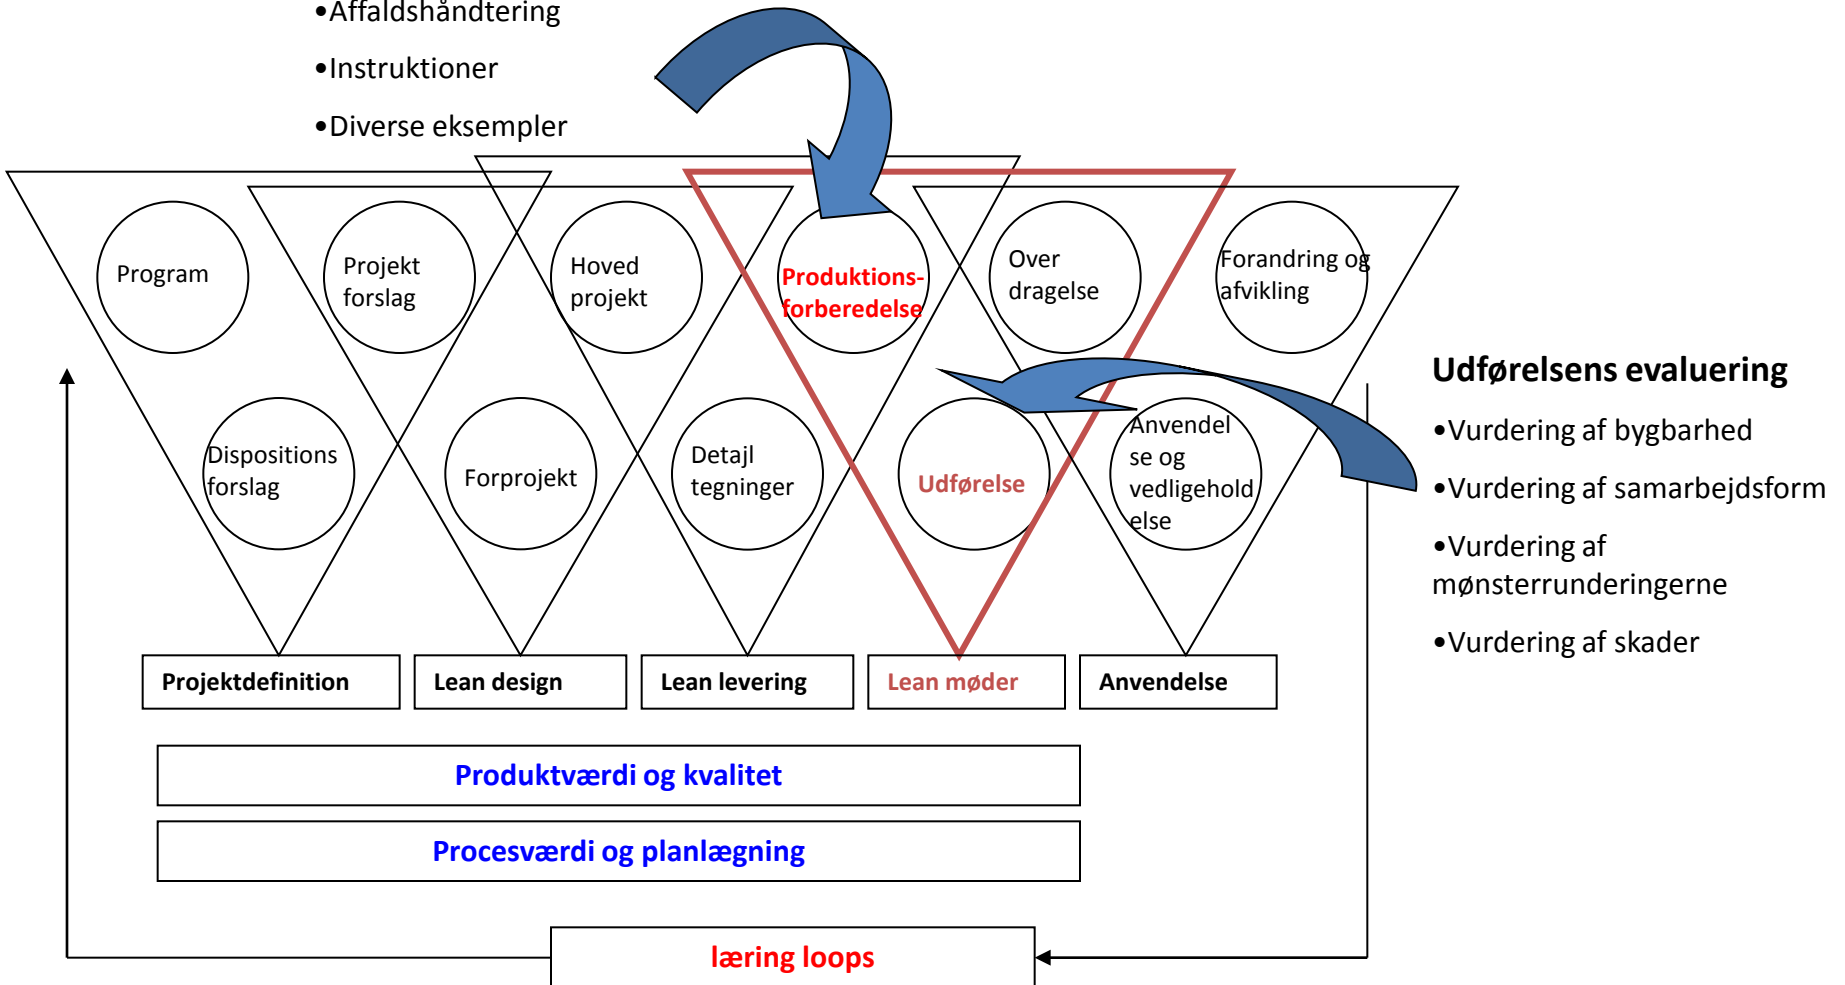 •Affaldshåndtering
•Instruktioner
•Diverse eksempler
Program
Projekt
forslag
Hoved
projekt
Produktions-
forberedelse
Over
dragelse
Forandring og
afvikling
Dispositions
forslag
Forprojekt
Detajl
tegninger
Udførelse
Anvendel
se og
vedligehold
else
Udførelsens evaluering
•Vurdering af bygbarhed
•Vurdering af samarbejdsform
•Vurdering af
mønsterrunderingerne
•Vurdering af skader
Projektdefinition
Lean design
Lean levering
Lean møder
Anvendelse
Produktværdi og kvalitet
Procesværdi og planlægning
læring loops